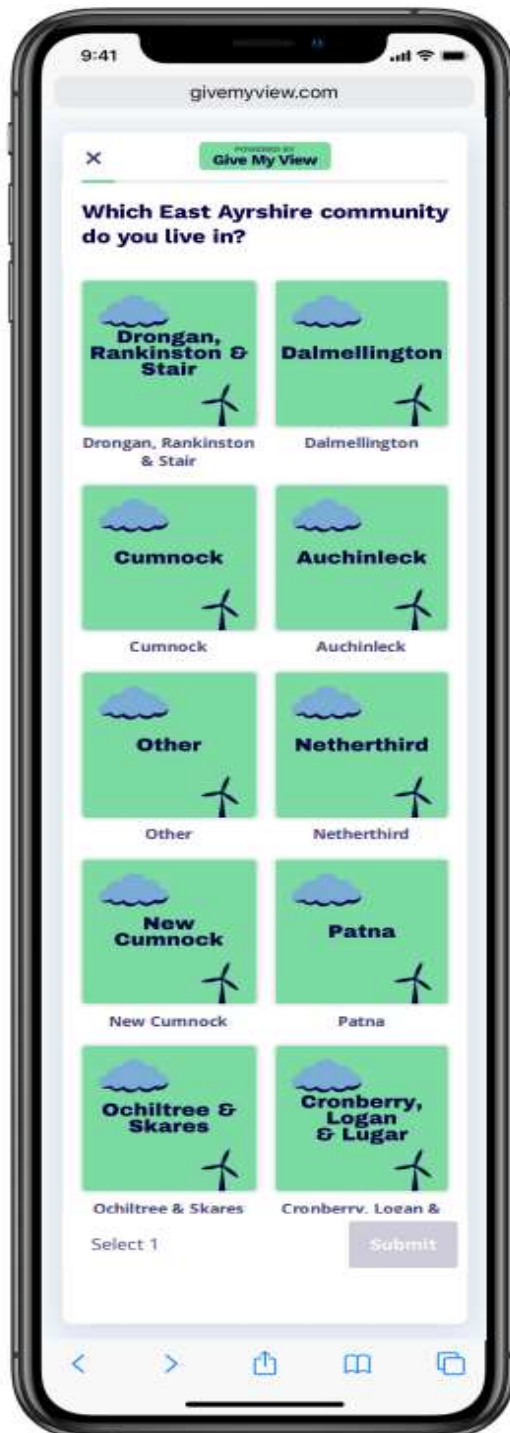 9:41
givemyview.com
POWERED BY
Give My View
Which East Ayrshire community
do you live in?
Drongan,
Rankinston &
Stair
Dalmellington
Drongan, Rankinston
& Stair
Dalmellington
Cumnock
Auchinleck
Cumnock
Auchinleck
Other
Netherthird
Other
Netherthird
New
Cumnock
Patna
New Cumnock
Patna
Ochiltree &
Skares
Cronberry,
Logan
& Lugar
Ochiltree & Skares
Cronberry, Logan &
Select 1
Submit